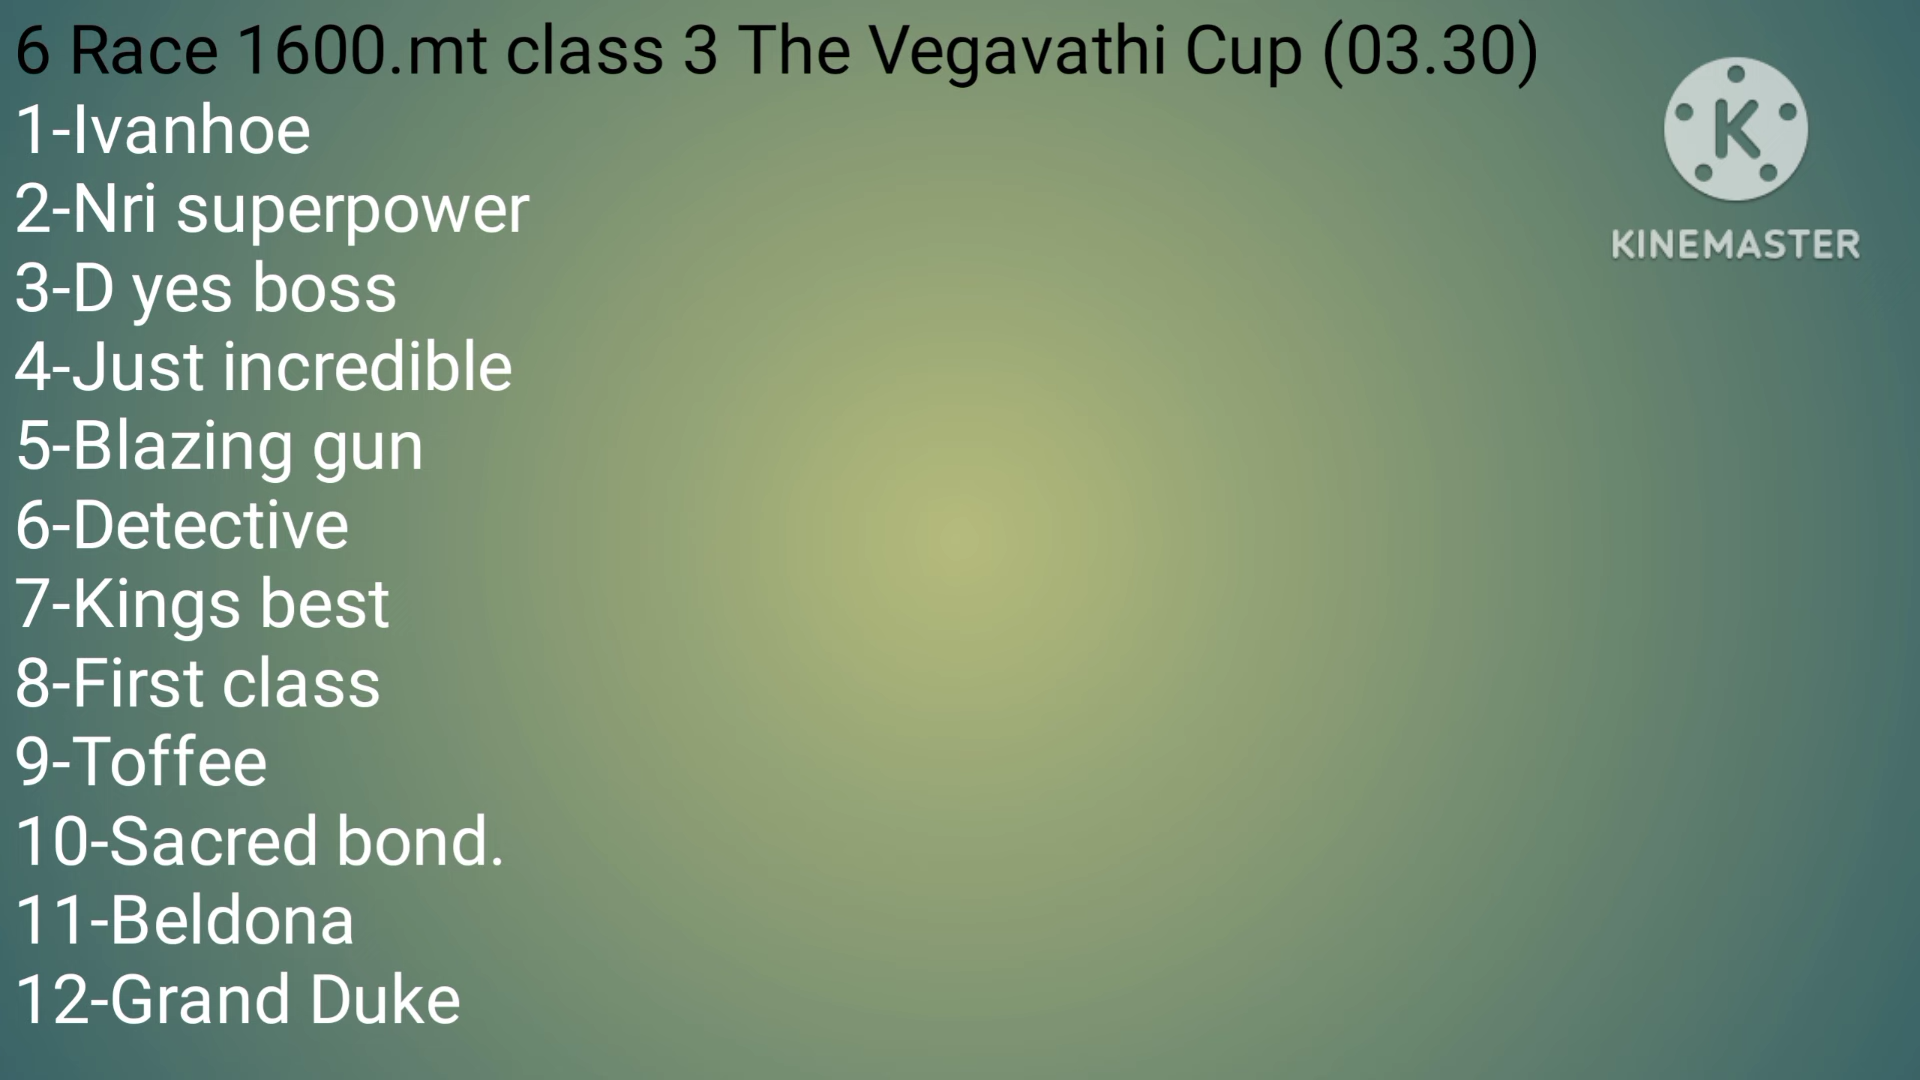 6 Race 1600.mt class 3 The Vegavathi Cup (03.30)
1-Ivanhoe
2-Nri superpower
3-D yes boss
4-Just incredible
5-Blazing gun
6-Detective
7-Kings best
8-First class
9-Toffee
10-Sacred bond.
11-Beldona
12-Grand Duke
K
KINEMASTER